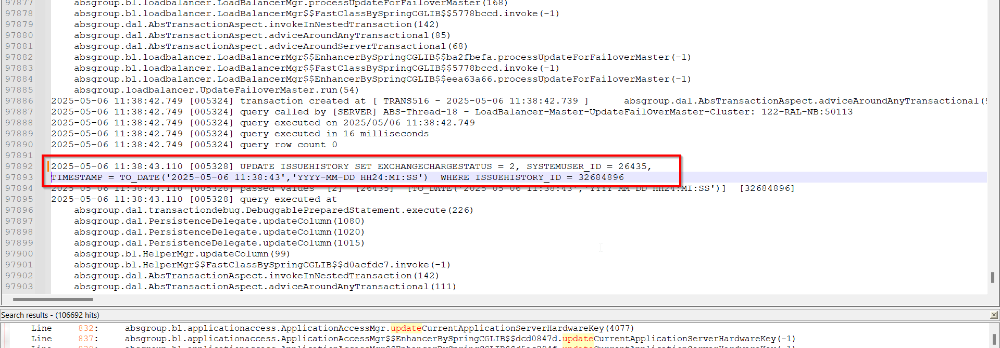 97877 absgroup.bl.loadbalancer.LoadBalancerMgr.processUpdateForFailoverMaster(168)
97878 absgroup.bl.loadbalancer.LoadBalancerMgr$$FastClassBySpringCGLIB$$5778bccd.invoke(-1)
97879 absgroup.dal.AbsTransactionAspect.invokeInNestedTransaction(142)
97880 absgroup.dal.AbsTransactionAspect.adviceAroundAnyTransactional(85)
97881 absgroup.dal.AbsTransactionAspect.adviceAroundServerTransactional(68)
97882 absgroup.bl.loadbalancer.LoadBalancerMgr$$EnhancerBySpringCGLIB$$ba2fbefa.processUpdateForFailoverMaster(-1)
97883 absgroup.bl.loadbalancer.LoadBalancerMgr$$FastClassBySpringCGLIB$$5778bccd.invoke(-1)
97884 absgroup.bl.loadbalancer.LoadBalancerMgr$$EnhancerBySpringCGLIB$$eea63a66.processUpdateForFailoverMaster(-1)
97885 absgroup.loadbalancer.UpdateFailoverMaster.run(54)
97886 2025-05-06 11:38:42.749 [005324] transaction created at [ TRANS516 - 2025-05-06 11:38:42.739 ] absgroup.dal.AbsTransactionAspect.adviceAroundAnyTransactional(
97887 2025-05-06 11:38:42.749 [005324] query called by [SERVER] ABS-Thread-18 - LoadBalancer-Master-UpdateFailOverMaster-Cluster: 122-RAL-NB:50113
97888 2025-05-06 11:38:42.749 [005324] query executed on 2025/05/06 11:38:42.749
97889 2025-05-06 11:38:42.749 [005324] query executed in 16 milliseconds
97890 2025-05-06 11:38:42.749 [005324] query row count 0
97891
97892 2025-05-06 11:38:43.110 [005328] UPDATE ISSUEHISTORY SET EXCHANGECHARGESTATUS = 2, SYSTEMUSER_ID = 26435,
97893 TIMESTAMP = TO_DATE('2025-05-06 11:38:43','YYYY-MM-DD HH24:MI:SS') WHERE ISSUEHISTORY_ID = 32684896
97894 2025-05-06 11:38:43.110 [005328] passed values [2] [26435] [TO_DATE('2025-05-06 11:38:43','YYYY-MM-DD HH24:MI:SS')] [32684896]
97895 2025-05-06 11:38:43.110 [005328] query executed at
97896 absgroup.dal.transactiondebug.DebuggablePreparedStatement.execute(226)
97897 absgroup.dal.PersistenceDelegate.updateColumn(1080)
97898 absgroup.dal.PersistenceDelegate.updateColumn(1020)
97899 absgroup.dal.PersistenceDelegate.updateColumn(1015)
97900 absgroup.bl.HelperMgr.updateColumn(99)
97901 absgroup.bl.HelperMgr$$FastClassBySpringCGLIB$$d0acfdc7.invoke(-1)
97902 absgroup.dal.AbsTransactionAspect.invokeInNestedTransaction(142)
97903 absgroup.dal.AbsTransactionAspect.adviceAroundAnyTransactional(111)
Search results - (106692 hits)
Line 832: absgroup.bl.applicationaccess.ApplicationAccessMgr.updateCurrentApplicationServerHardwareKey(4077)
Line 837: absgroup.bl.applicationaccess.ApplicationAccessMgr$$EnhancerBySpringCGLIB$$dcd0847d.updateCurrentApplicationServerHardwareKey(-1)